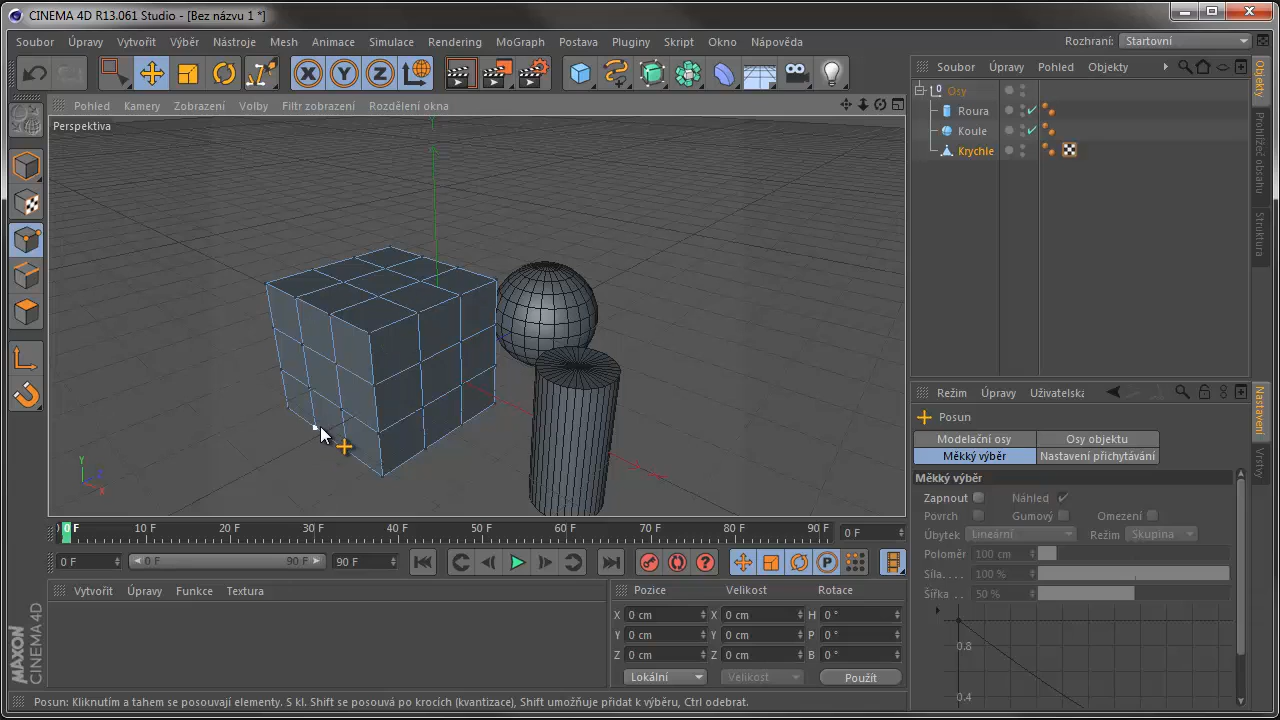 CINEMA 4D R13.061 Studio - [Bez názvu 1 *]
Soubor Úpravy Vytvořit Výběr Nástroje Mesh Animace Simulace Rendering MoGraph Postava Pluginy Skript Okno Nápověda
Rozhraní: Startovní
X Y Z
Pohled Kamery Zobrazení Volby Filtr zobrazení Rozdělení okna
Perspektiva
Y
Z
X
Soubor Úpravy Pohled Objekty
Osy
Roura
Koule
Krychle
Objekty
Prohlížeč obsahu
Struktura
Režim Úpravy Uživatelska
Posun
Modelační osy Osy objektu
Měkký výběr Nastavení přichytávání
Měkký výběr
Zapnout Náhled
Povrch Gumový Omezení
Úbytek Lineární Režim Skupina
Poloměr 100 cm
Síla.... 100 %
Šířka .. 50 %
0.8
0.4
Nastavení
Vrstvy
0 F 10 F 20 F 30 F 40 F 50 F 60 F 70 F 80 F 90 F 0 F
0 F 0 F 90 F 90 F
P
Vytvořit Úpravy Funkce Textura
Pozice Velikost Rotace
X 0 cm X 0 cm H 0 °
Y 0 cm Y 0 cm P 0 °
Z 0 cm Z 0 cm B 0 °
Lokální Velikost Použít
MAXON
CINEMA 4D
Posun: Kliknutím a tahem se posouvají elementy. S kl. Shift se posouvá po krocích (kvantizace), Shift umožňuje přidat k výběru, Ctrl odebrat.